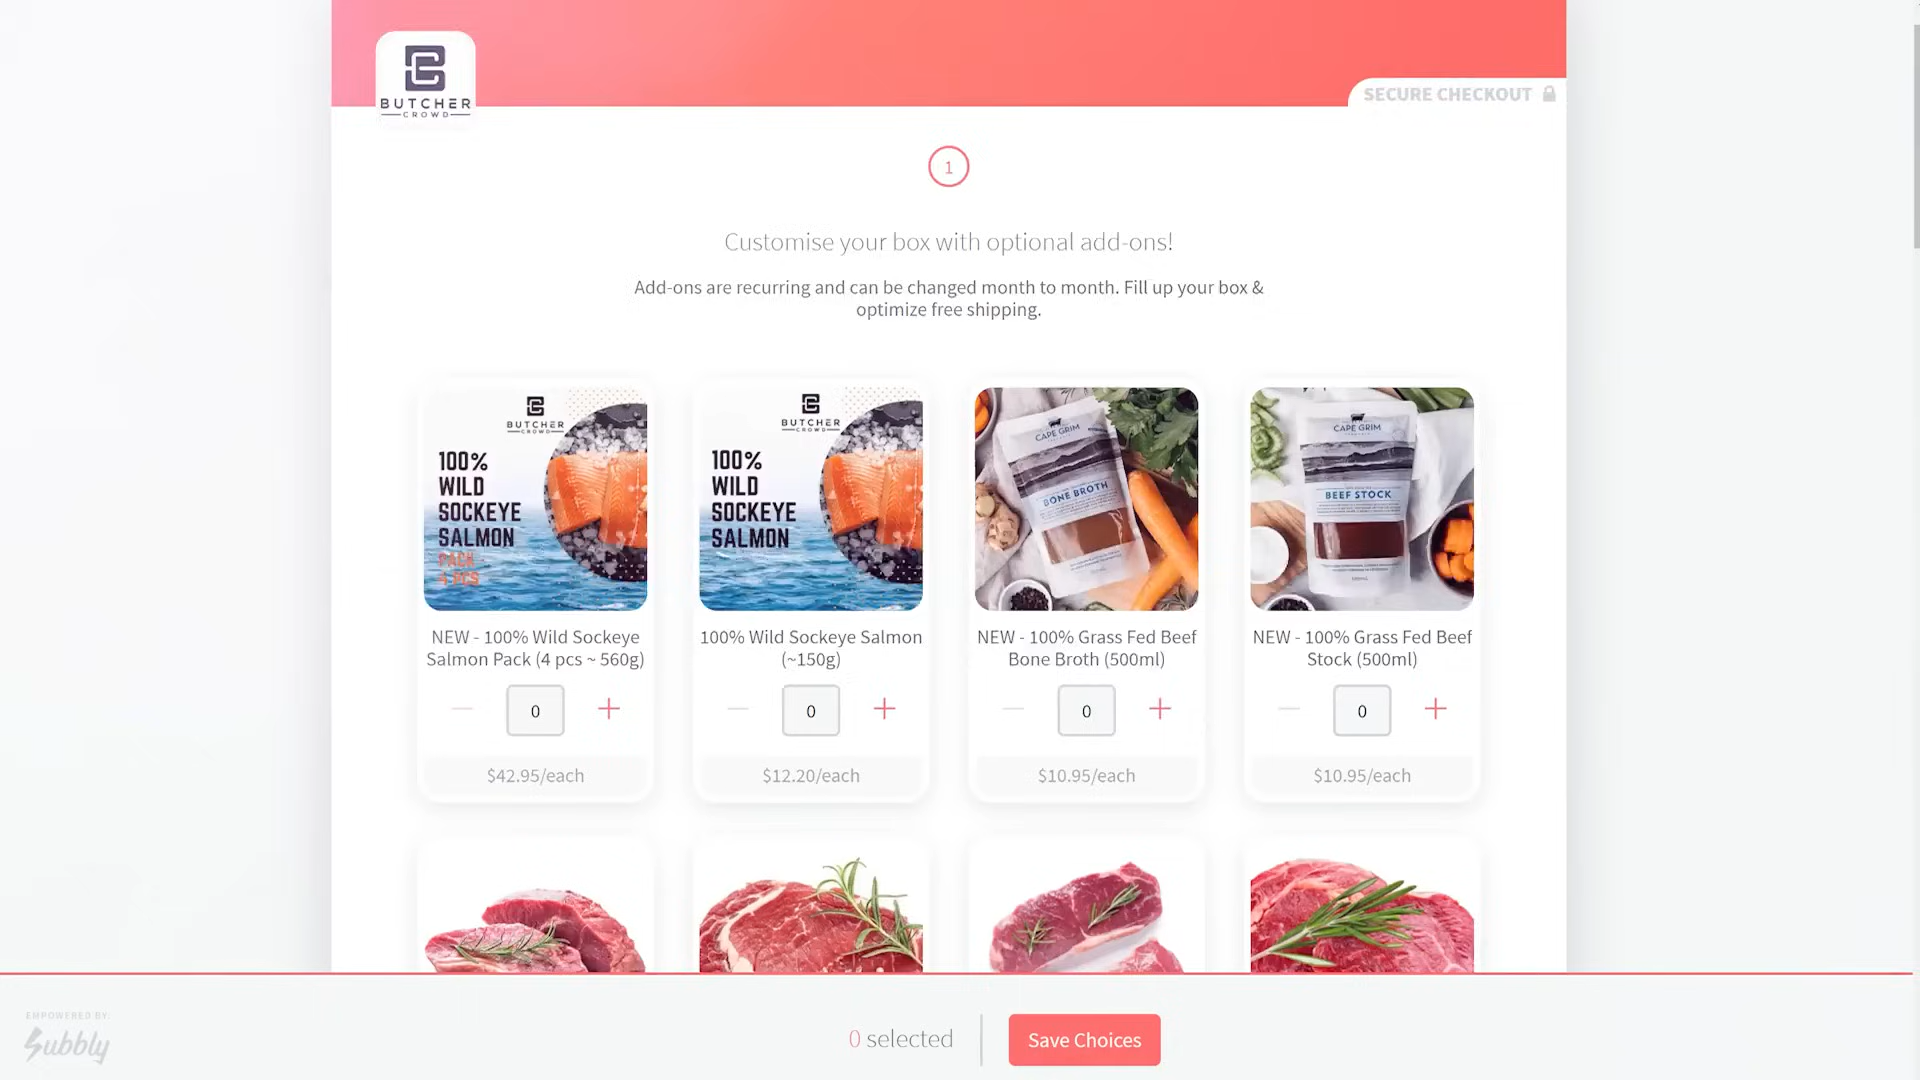 BUTCHER
CROWD
SECURE CHECKOUT
1
Customise your box with optional add-ons!
Add-ons are recurring and can be changed month to month. Fill up your box &
optimize free shipping.
BUTCHER
CROWD
100%
WILD
SOCKEYE
SALMON
PACK -
4 PCS
NEW - 100% Wild Sockeye
Salmon Pack (4 pcs ~ 560g)
0
$42.95/each
BUTCHER
CROWD
100%
WILD
SOCKEYE
SALMON
100% Wild Sockeye Salmon
(~150g)
0
$12.20/each
CAPE GRIM
BONE BROTH
NEW - 100% Grass Fed Beef
Bone Broth (500ml)
0
$10.95/each
CAPE GRIM
BEEF STOCK
NEW - 100% Grass Fed Beef
Stock (500ml)
0
$10.95/each
EMPOWERED BY:
Subbly
0 selected
Save Choices